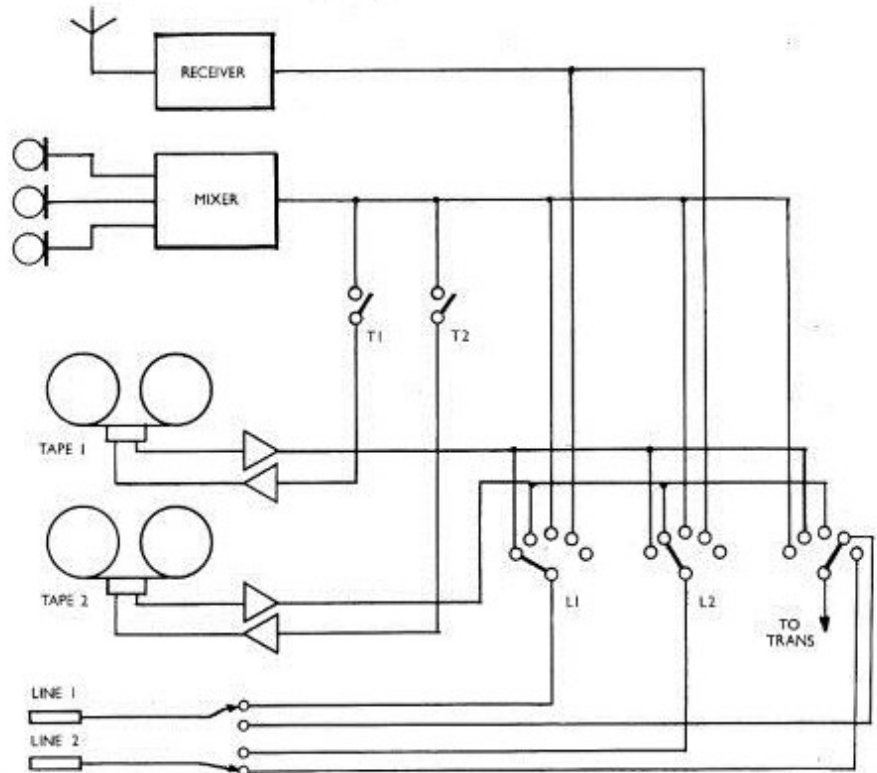 RECEIVER
MIXER
T1
T2
TAPE 1
TAPE 2
L1
L2
TO
TRANS
LINE 1
LINE 2